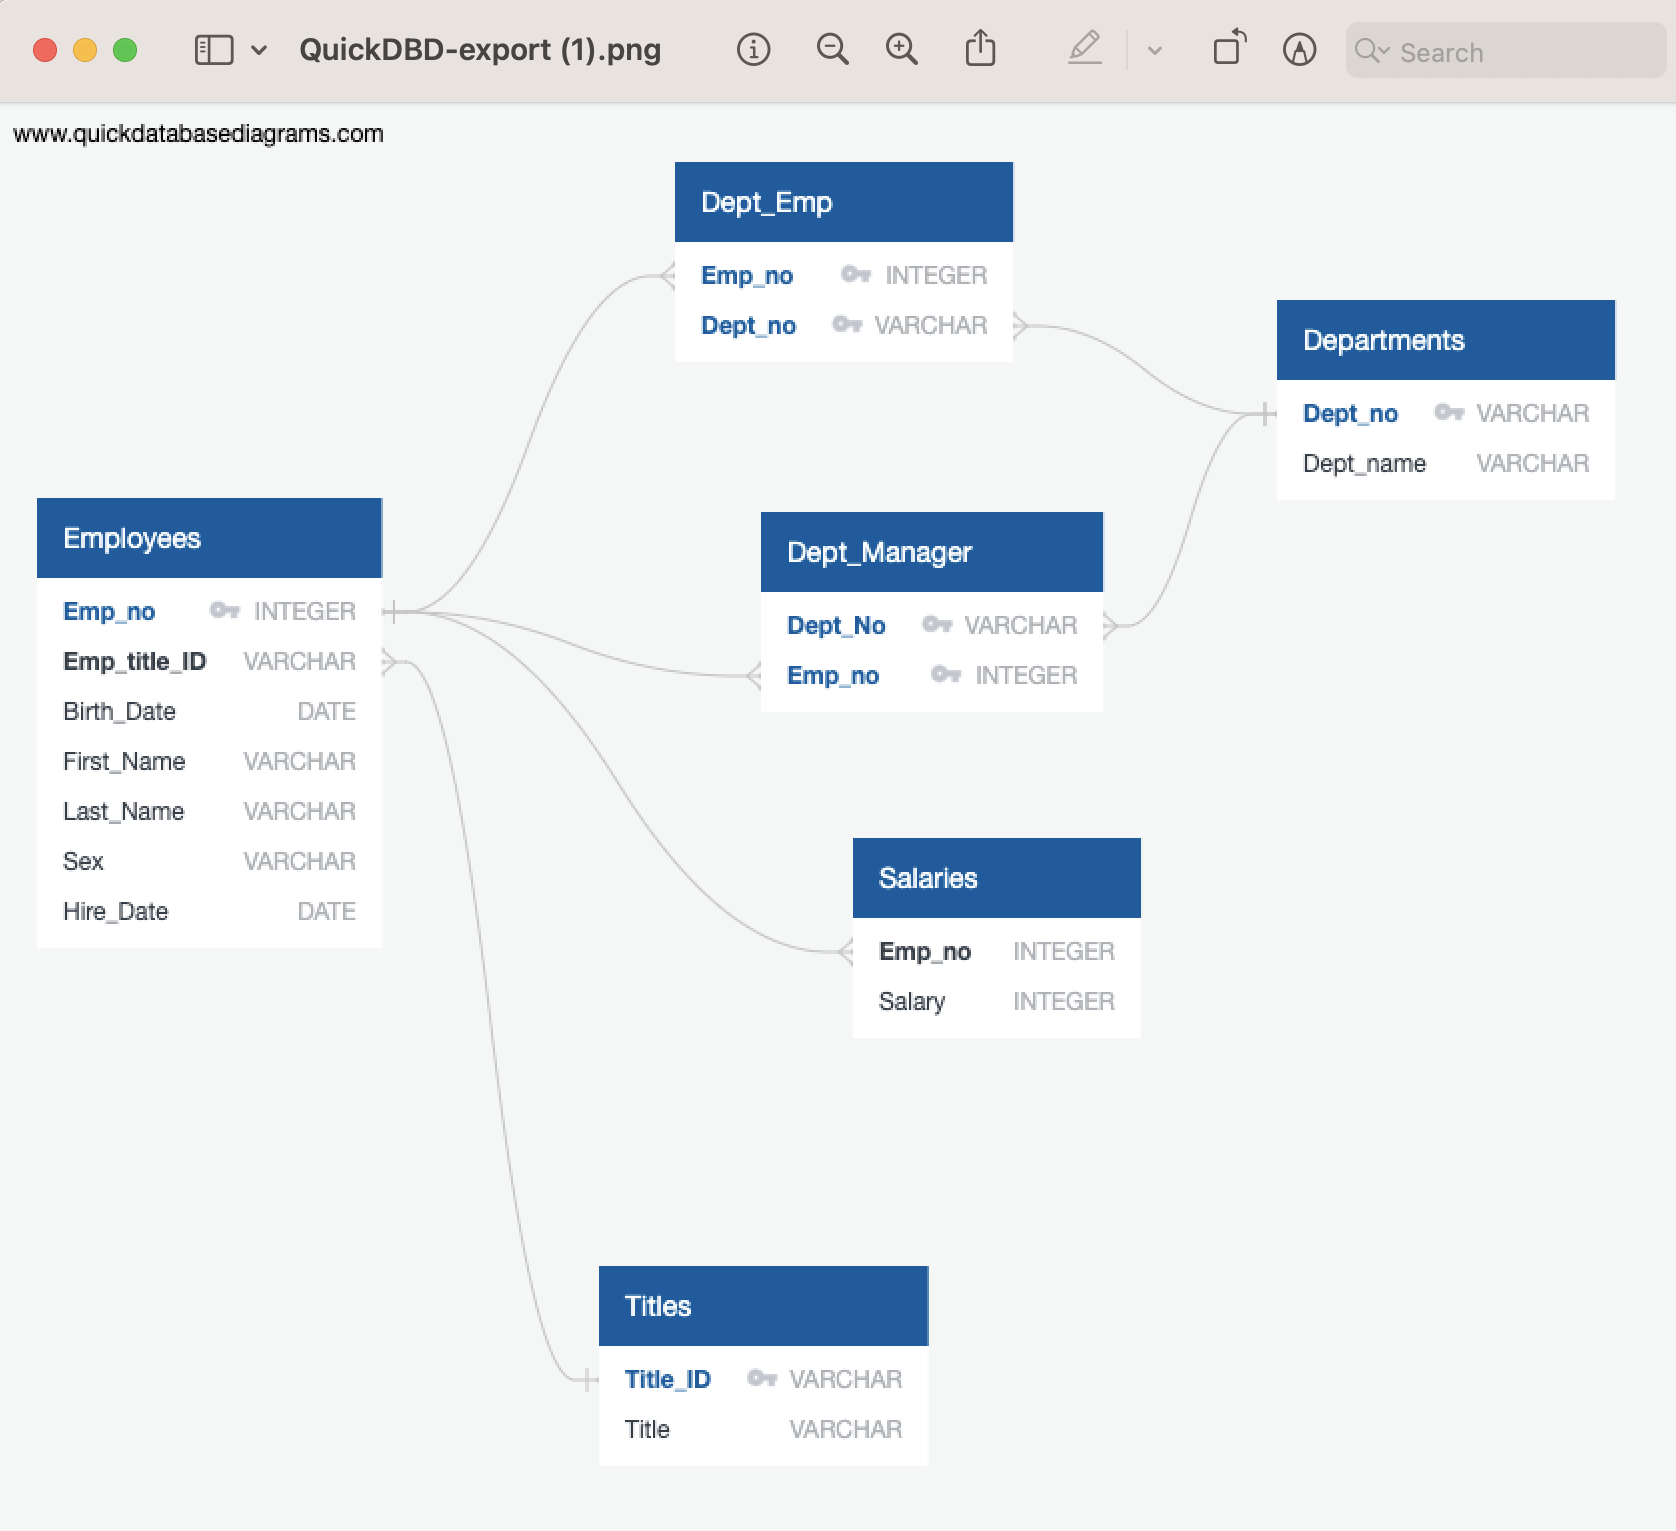 QuickDBD-export (1).png
Search
www.quickdatabasediagrams.com
Dept_Emp
Emp_no INTEGER
Dept_no VARCHAR
Departments
Dept_no VARCHAR
Dept_name VARCHAR
Employees
Emp_no INTEGER
Emp_title_ID VARCHAR
Birth_Date DATE
First_Name VARCHAR
Last_Name VARCHAR
Sex VARCHAR
Hire_Date DATE
Dept_Manager
Dept_No VARCHAR
Emp_no INTEGER
Salaries
Emp_no INTEGER
Salary INTEGER
Titles
Title_ID VARCHAR
Title VARCHAR